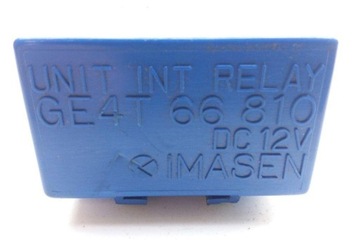 UNIT INT RELAY
GE4T 66 810
DC 12V
IMASEN